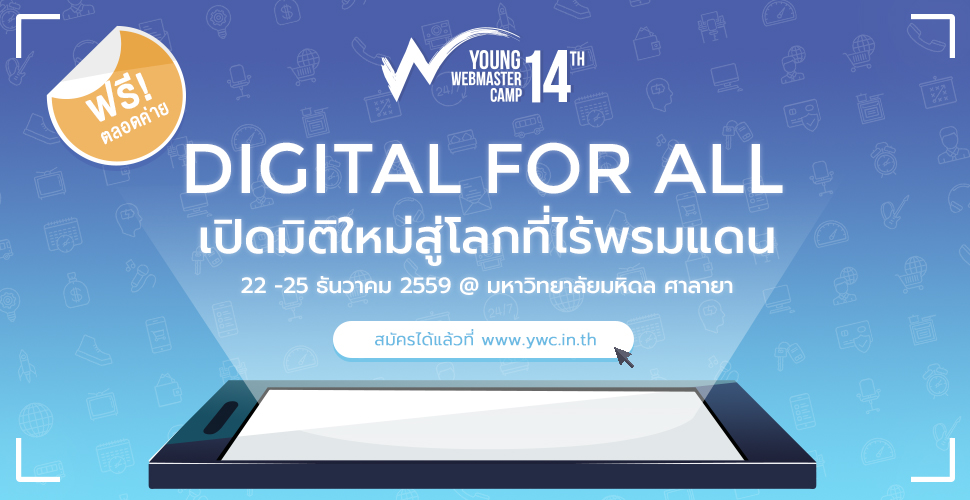 ฟรี!
ตลอดค่าย
YOUNG
WEBMASTER
CAMP
14TH
DIGITAL FOR ALL
เปิดมิติใหม่สู่โลกที่ไร้พรมแดน
22 -25 ธันวาคม 2559 @ มหาวิทยาลัยมหิดล ศาลายา
สมัครได้แล้วที่ www.ywc.in.th
24/7